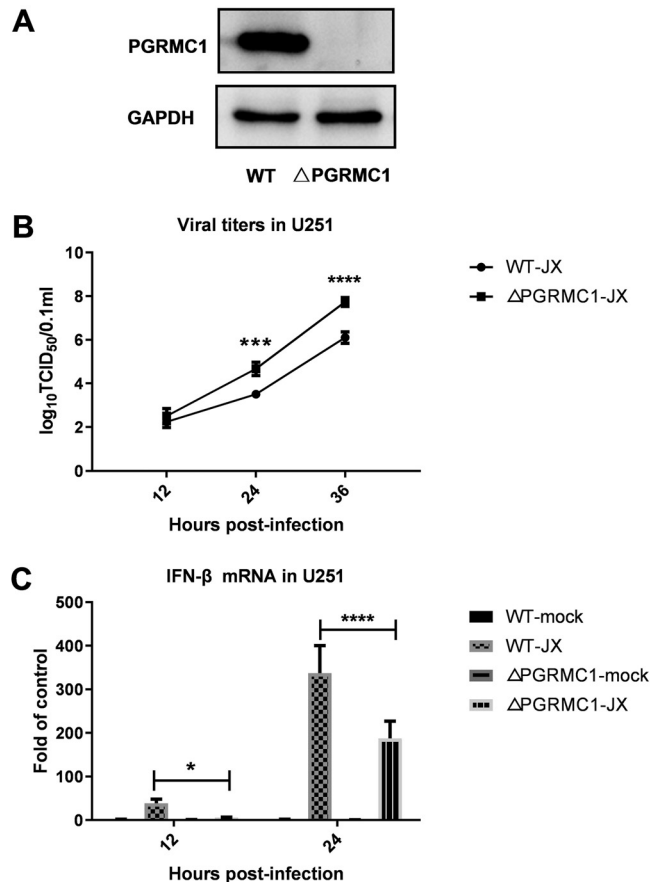 A
PGRMC1
GAPDH
WT △PGRMC1
B
Viral titers in U251
log₁₀TCID₅₀/0.1ml
10
8
6
4
2
0
***
****
12 24 36
Hours post-infection
WT-JX
△PGRMC1-JX
C
IFN-β mRNA in U251
Fold of control
500
400
300
200
100
0
*
****
12 24
Hours post-infection
WT-mock
WT-JX
△PGRMC1-mock
△PGRMC1-JX